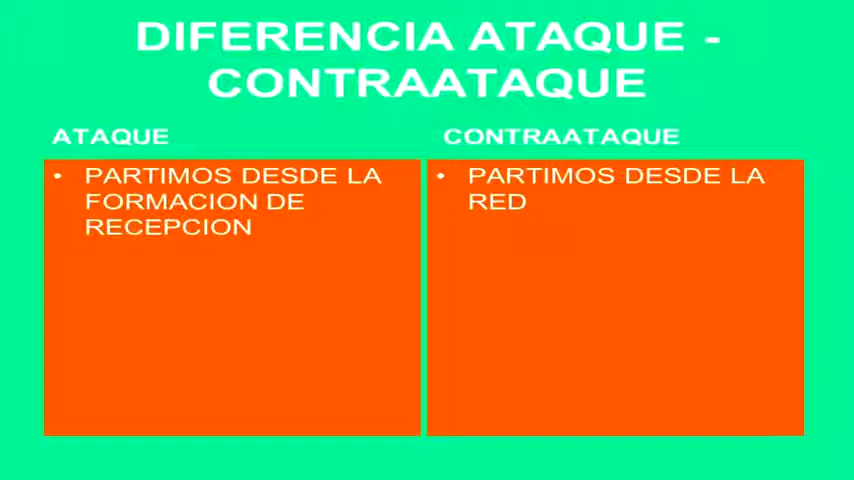 DIFERENCIA ATAQUE -
CONTRAATAQUE
ATAQUE
• PARTIMOS DESDE LA
FORMACION DE
RECEPCION
CONTRAATAQUE
• PARTIMOS DESDE LA
RED